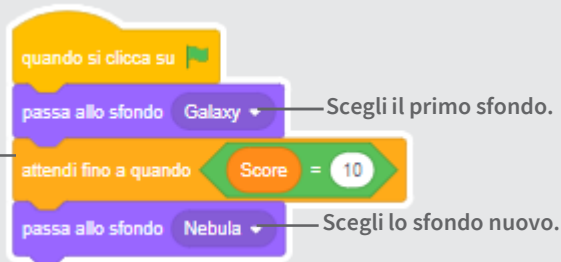 quando si clicca su
passa allo sfondo Galaxy Scegli il primo sfondo.
attendi fino a quando Score = 10
passa allo sfondo Nebula Scegli lo sfondo nuovo.